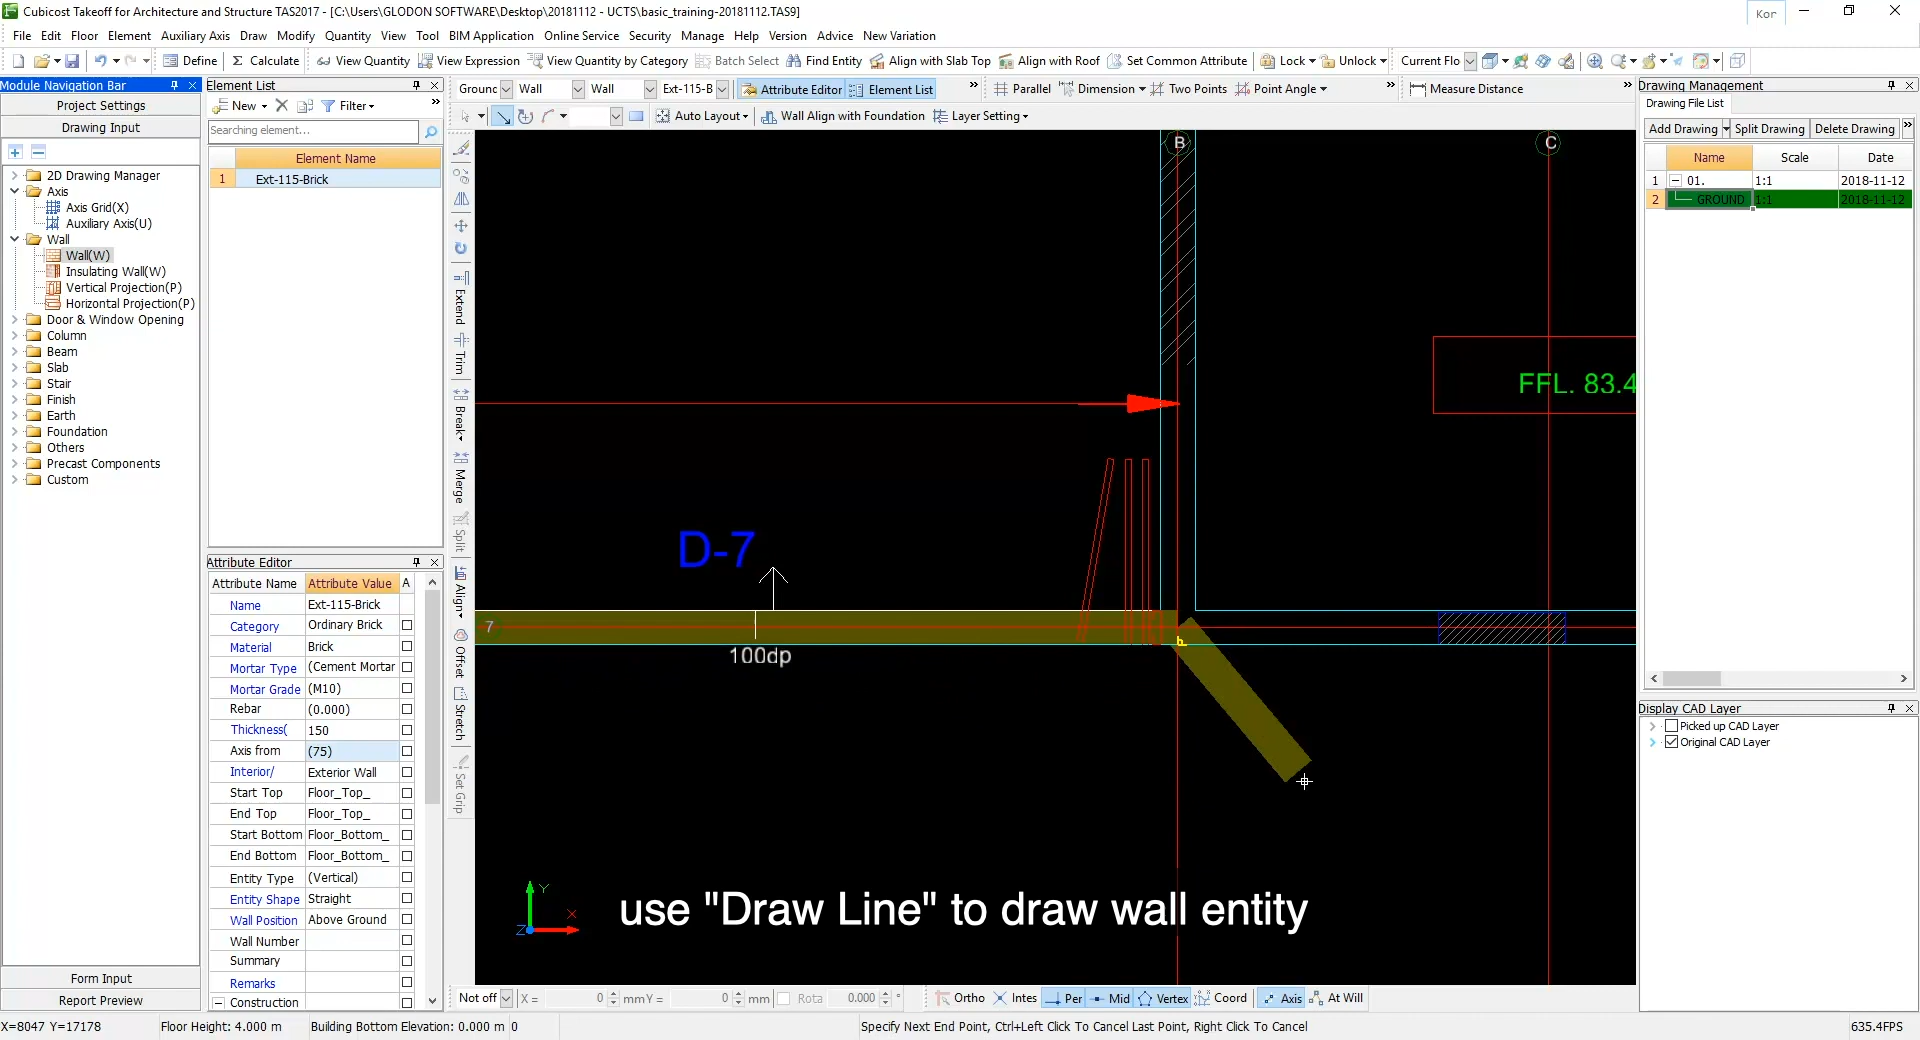 Cubicost Takeoff for Architecture and Structure TAS2017 - [C:\Users\GLODON SOFTWARE\Desktop\20181112 - UCTS\basic_training-20181112.TAS9]
Kor
File Edit Floor Element Auxiliary Axis Draw Modify Quantity View Tool BIM Application Online Service Security Manage Help Version Advice New Variation
Define Σ Calculate View Quantity View Expression View Quantity by Category Batch Select Find Entity Align with Slab Top Align with Roof Set Common Attribute Lock Unlock Current Flo
Module Navigation Bar
Project Settings
Drawing Input
2D Drawing Manager
Axis
Axis Grid(X)
Auxiliary Axis(U)
Wall
Wall(W)
Insulating Wall(W)
Vertical Projection(P)
Horizontal Projection(P)
Door & Window Opening
Column
Beam
Slab
Stair
Finish
Earth
Foundation
Others
Precast Components
Custom
Form Input
Report Preview
Element List
New Filter
Searching element...
Element Name
1 Ext-115-Brick
Attribute Editor
Attribute Name Attribute Value A
Name Ext-115-Brick
Category Ordinary Brick
Material Brick
Mortar Type (Cement Mortar
Mortar Grade (M10)
Rebar (0.000)
Thickness( 150
Axis from (75)
Interior/ Exterior Wall
Start Top Floor_Top_
End Top Floor_Top_
Start Bottom Floor_Bottom_
End Bottom Floor_Bottom_
Entity Type (Vertical)
Entity Shape Straight
Wall Position Above Ground
Wall Number
Summary
Remarks
Construction
Grounc Wall Wall Ext-115-B Attribute Editor Element List Parallel Dimension Two Points Point Angle Measure Distance
Auto Layout Wall Align with Foundation Layer Setting
Extend
Trim
Break
Merge
Split
Align
Offset
Stretch
Set Grip
B
C
FFL. 83.4
D-7
7
100dp
Y
X
Z
use "Draw Line" to draw wall entity
Drawing Management
Drawing File List
Add Drawing Split Drawing Delete Drawing
Name Scale Date
1 01. 1:1 2018-11-12
2 GROUND 1:1 2018-11-12
Display CAD Layer
Picked up CAD Layer
Original CAD Layer
Not off X = 0 mm Y = 0 mm Rota 0.000 ° Ortho Intes Per Mid Vertex Coord Axis At Will
X=8047 Y=17178 Floor Height: 4.000 m Building Bottom Elevation: 0.000 m 0 Specify Next End Point, Ctrl+Left Click To Cancel Last Point, Right Click To Cancel 635.4FPS